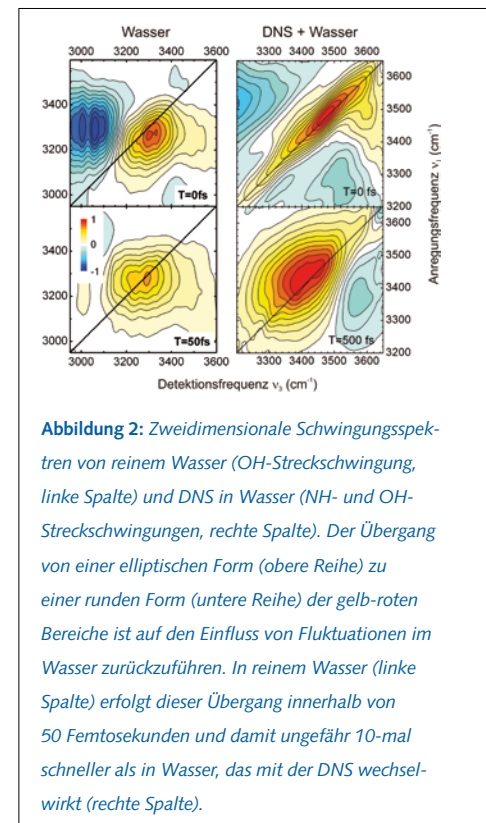 Wasser
DNS + Wasser
3000 3200 3400 3600
3300 3400 3500 3600
3400
3200
3000
T=0fs
3600
3500
3400
3300
3200
T=0 fs
1
0
-1
3400
3200
3000
T=50fs
3600
3500
3400
3300
3200
T=500 fs
3000 3200 3400 3600
3300 3400 3500 3600
Anregungsfrequenz ν₁ (cm⁻¹)
Detektionsfrequenz ν₃ (cm⁻¹)
Abbildung 2: Zweidimensionale Schwingungsspek-
tren von reinem Wasser (OH-Streckschwingung,
linke Spalte) und DNS in Wasser (NH- und OH-
Streckschwingungen, rechte Spalte). Der Übergang
von einer elliptischen Form (obere Reihe) zu
einer runden Form (untere Reihe) der gelb-roten
Bereiche ist auf den Einfluss von Fluktuationen im
Wasser zurückzuführen. In reinem Wasser (linke
Spalte) erfolgt dieser Übergang innerhalb von
50 Femtosekunden und damit ungefähr 10-mal
schneller als in Wasser, das mit der DNS wechsel-
wirkt (rechte Spalte).